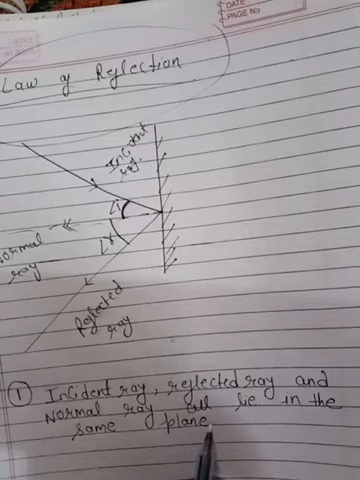 DATE
PAGE No
Law of Reflection
Incident
ray.
∠i
Normal
ray
∠r
Reflected
ray
① Incident ray, reflected ray and
Normal ray all lie in the
same plane